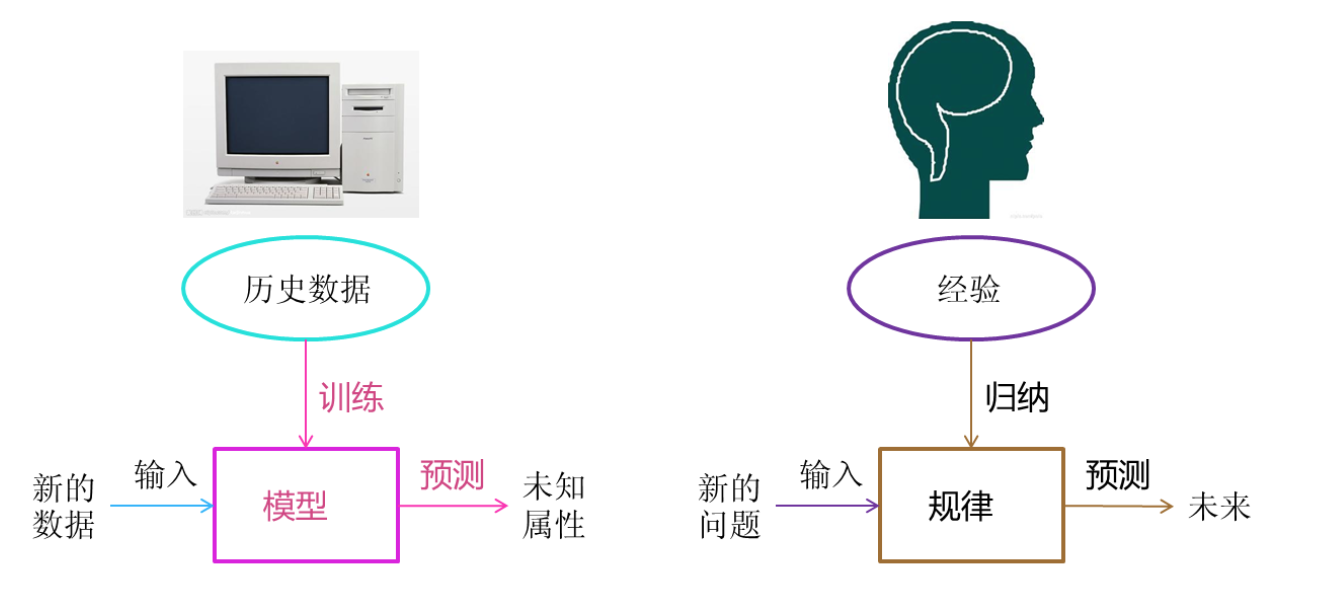 历史数据
训练
新的
数据
输入
模型
预测
未知
属性
经验
归纳
新的
问题
输入
规律
预测
未来